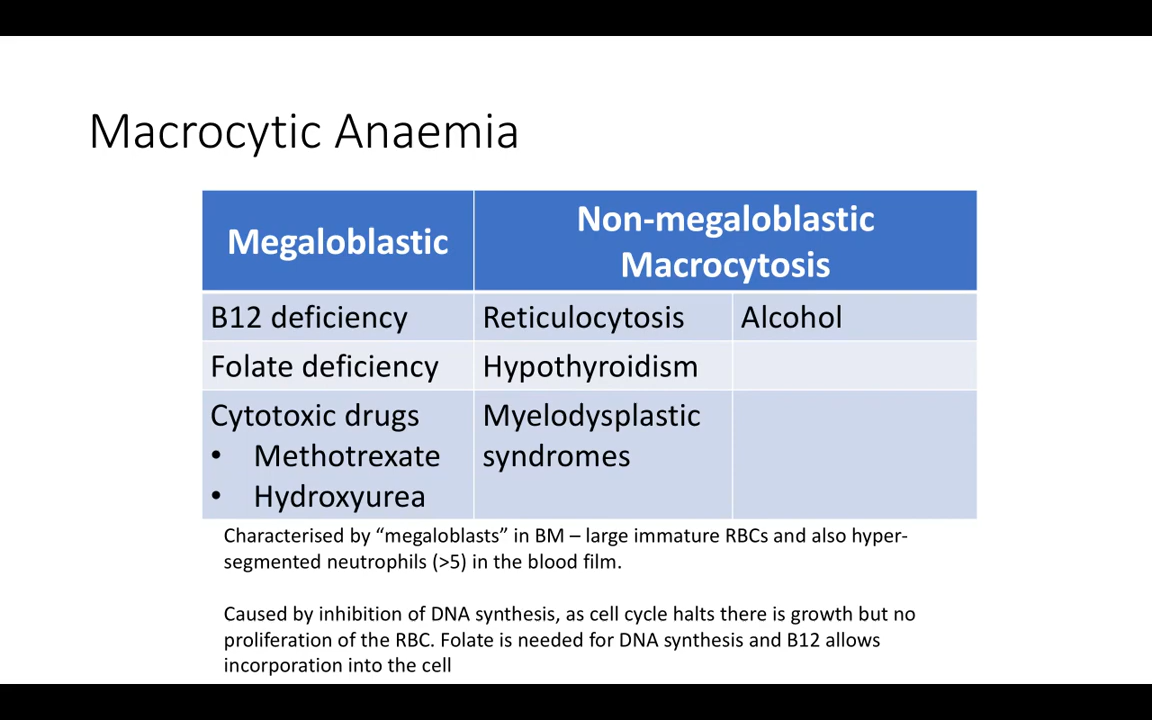 Macrocytic Anaemia
Megaloblastic
Non-megaloblastic
Macrocytosis
B12 deficiency
Reticulocytosis
Alcohol
Folate deficiency
Hypothyroidism
Cytotoxic drugs
• Methotrexate
• Hydroxyurea
Myelodysplastic
syndromes
Characterised by “megaloblasts” in BM – large immature RBCs and also hyper-
segmented neutrophils (>5) in the blood film.
Caused by inhibition of DNA synthesis, as cell cycle halts there is growth but no
proliferation of the RBC. Folate is needed for DNA synthesis and B12 allows
incorporation into the cell